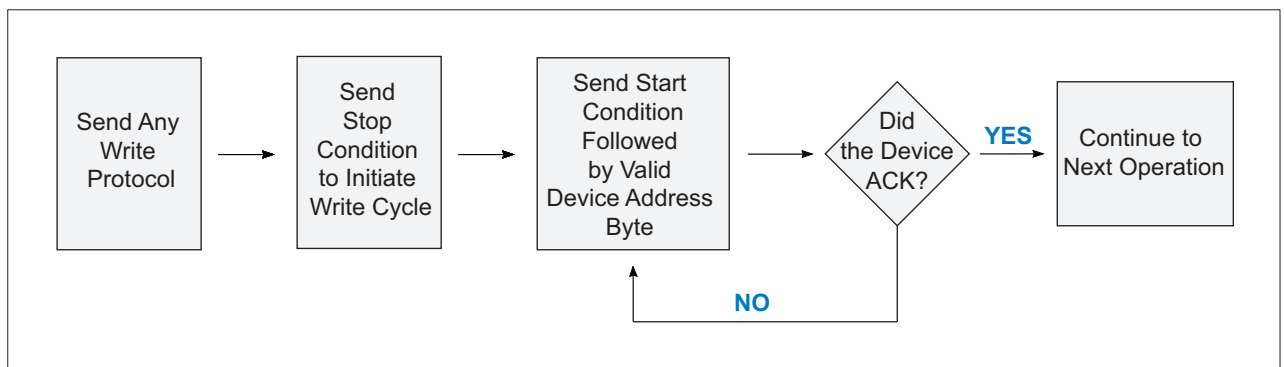 Send Any
Write
Protocol
Send
Stop
Condition
to Initiate
Write Cycle
Send Start
Condition
Followed
by Valid
Device Address
Byte
Did
the Device
ACK?
YES
Continue to
Next Operation
NO